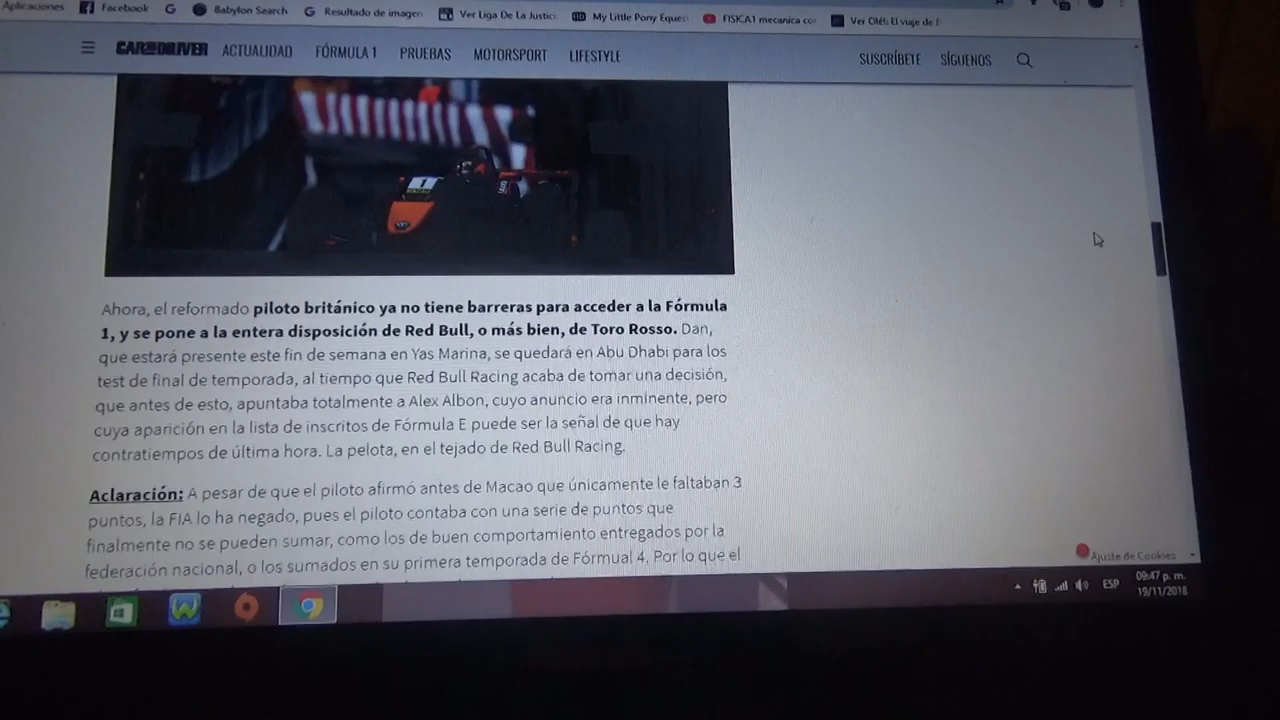 Aplicaciones Facebook Babylon Search Resultado de imagen Ver Liga De La Justic My Little Pony Equest FISICA1 mecanica co Ver Olé!: El viaje de
CAR AND DRIVER ACTUALIDAD FÓRMULA 1 PRUEBAS MOTORSPORT LIFESTYLE SUSCRÍBETE SÍGUENOS
1
Ahora, el reformado piloto británico ya no tiene barreras para acceder a la Fórmula
1, y se pone a la entera disposición de Red Bull, o más bien, de Toro Rosso. Dan,
que estará presente este fin de semana en Yas Marina, se quedará en Abu Dhabi para los
test de final de temporada, al tiempo que Red Bull Racing acaba de tomar una decisión,
que antes de esto, apuntaba totalmente a Alex Albon, cuyo anuncio era inminente, pero
cuya aparición en la lista de inscritos de Fórmula E puede ser la señal de que hay
contratiempos de última hora. La pelota, en el tejado de Red Bull Racing.
Aclaración: A pesar de que el piloto afirmó antes de Macao que únicamente le faltaban 3
puntos, la FIA lo ha negado, pues el piloto contaba con una serie de puntos que
finalmente no se pueden sumar, como los de buen comportamiento entregados por la
federación nacional, o los sumados en su primera temporada de Fórmual 4. Por lo que el
Ajuste de Cookies
ESP 09:47 p. m.
19/11/2018